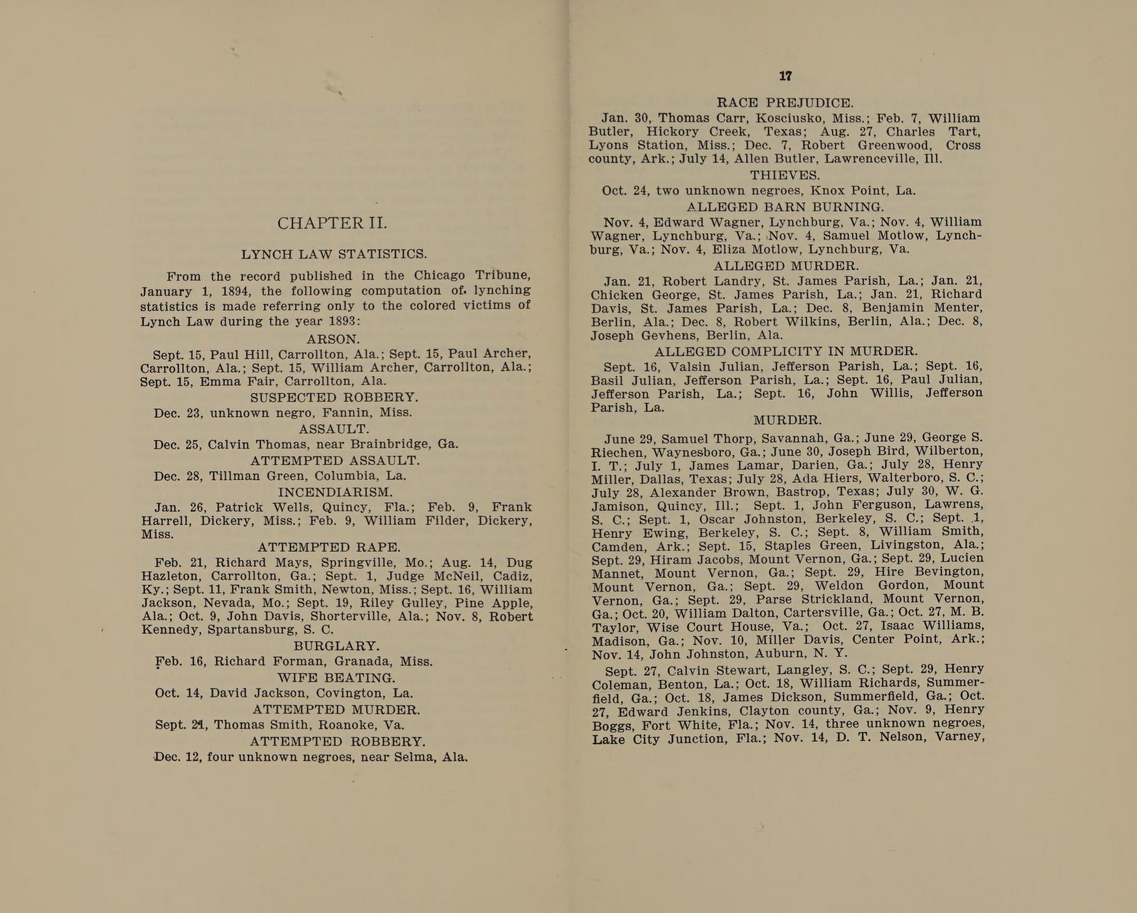 CHAPTER II.
LYNCH LAW STATISTICS.
From the record published in the Chicago Tribune,
January 1, 1894, the following computation of. lynching
statistics is made referring only to the colored victims of
Lynch Law during the year 1893:
ARSON.
Sept. 15, Paul Hill, Carrollton, Ala.; Sept. 15, Paul Archer,
Carrollton, Ala.; Sept. 15, William Archer, Carrollton, Ala.;
Sept. 15, Emma Fair, Carrollton, Ala.
SUSPECTED ROBBERY.
Dec. 23, unknown negro, Fannin, Miss.
ASSAULT.
Dec. 25, Calvin Thomas, near Brainbridge, Ga.
ATTEMPTED ASSAULT.
Dec. 28, Tillman Green, Columbia, La.
INCENDIARISM.
Jan. 26, Patrick Wells, Quincy, Fla.; Feb. 9, Frank
Harrell, Dickery, Miss.; Feb. 9, William Filder, Dickery,
Miss.
ATTEMPTED RAPE.
Feb. 21, Richard Mays, Springville, Mo.; Aug. 14, Dug
Hazleton, Carrollton, Ga.; Sept. 1, Judge McNeil, Cadiz,
Ky.; Sept. 11, Frank Smith, Newton, Miss.; Sept. 16, William
Jackson, Nevada, Mo.; Sept. 19, Riley Gulley, Pine Apple,
Ala.; Oct. 9, John Davis, Shorterville, Ala.; Nov. 8, Robert
Kennedy, Spartansburg, S. C.
BURGLARY.
Feb. 16, Richard Forman, Granada, Miss.
WIFE BEATING.
Oct. 14, David Jackson, Covington, La.
ATTEMPTED MURDER.
Sept. 21, Thomas Smith, Roanoke, Va.
ATTEMPTED ROBBERY.
Dec. 12, four unknown negroes, near Selma, Ala.
17
RACE PREJUDICE.
Jan. 30, Thomas Carr, Kosciusko, Miss.; Feb. 7, William
Butler, Hickory Creek, Texas; Aug. 27, Charles Tart,
Lyons Station, Miss.; Dec. 7, Robert Greenwood, Cross
county, Ark.; July 14, Allen Butler, Lawrenceville, Ill.
THIEVES.
Oct. 24, two unknown negroes, Knox Point, La.
ALLEGED BARN BURNING.
Nov. 4, Edward Wagner, Lynchburg, Va.; Nov. 4, William
Wagner, Lynchburg, Va.; Nov. 4, Samuel Motlow, Lynch-
burg, Va.; Nov. 4, Eliza Motlow, Lynchburg, Va.
ALLEGED MURDER.
Jan. 21, Robert Landry, St. James Parish, La.; Jan. 21,
Chicken George, St. James Parish, La.; Jan. 21, Richard
Davis, St. James Parish, La.; Dec. 8, Benjamin Menter,
Berlin, Ala.; Dec. 8, Robert Wilkins, Berlin, Ala.; Dec. 8,
Joseph Gevhens, Berlin, Ala.
ALLEGED COMPLICITY IN MURDER.
Sept. 16, Valsin Julian, Jefferson Parish, La.; Sept. 16,
Basil Julian, Jefferson Parish, La.; Sept. 16, Paul Julian,
Jefferson Parish, La.; Sept. 16, John Willis, Jefferson
Parish, La.
MURDER.
June 29, Samuel Thorp, Savannah, Ga.; June 29, George S.
Riechen, Waynesboro, Ga.; June 30, Joseph Bird, Wilberton,
I. T.; July 1, James Lamar, Darien, Ga.; July 28, Henry
Miller, Dallas, Texas; July 28, Ada Hiers, Walterboro, S. C.;
July 28, Alexander Brown, Bastrop, Texas; July 30, W. G.
Jamison, Quincy, Ill.; Sept. 1, John Ferguson, Lawrens,
S. C.; Sept. 1, Oscar Johnston, Berkeley, S. C.; Sept. 1,
Henry Ewing, Berkeley, S. C.; Sept. 8, William Smith,
Camden, Ark.; Sept. 15, Staples Green, Livingston, Ala.;
Sept. 29, Hiram Jacobs, Mount Vernon, Ga.; Sept. 29, Lucien
Mannet, Mount Vernon, Ga.; Sept. 29, Hire Bevington,
Mount Vernon, Ga.; Sept. 29, Weldon Gordon, Mount
Vernon, Ga.; Sept. 29, Parse Strickland, Mount Vernon,
Ga.; Oct. 20, William Dalton, Cartersville, Ga.; Oct. 27, M. B.
Taylor, Wise Court House, Va.; Oct. 27, Isaac Williams,
Madison, Ga.; Nov. 10, Miller Davis, Center Point, Ark.;
Nov. 14, John Johnston, Auburn, N. Y.
Sept. 27, Calvin Stewart, Langley, S. C.; Sept. 29, Henry
Coleman, Benton, La.; Oct. 18, William Richards, Summer-
field, Ga.; Oct. 18, James Dickson, Summerfield, Ga.; Oct.
27, Edward Jenkins, Clayton county, Ga.; Nov. 9, Henry
Boggs, Fort White, Fla.; Nov. 14, three unknown negroes,
Lake City Junction, Fla.; Nov. 14, D. T. Nelson, Varney,